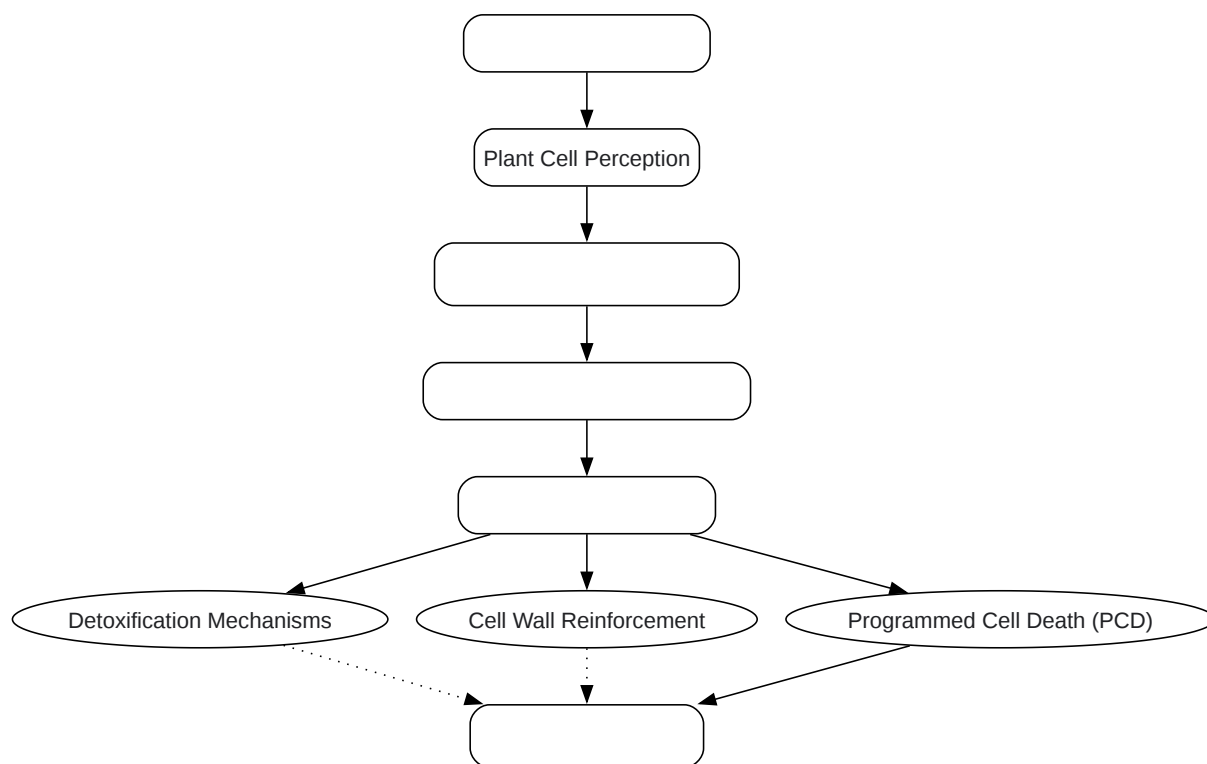 Plant Cell Perception
Detoxification Mechanisms
Cell Wall Reinforcement
Programmed Cell Death (PCD)